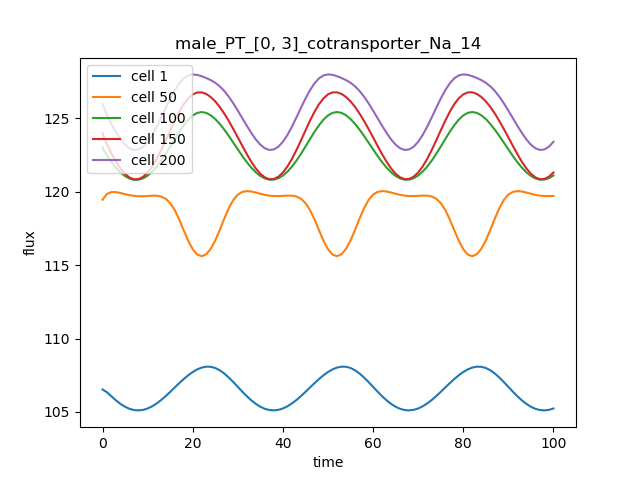 male_PT_[0, 3]_cotransporter_Na_14
cell 1
cell 50
cell 100
cell 150
cell 200
125
120
115
110
105
flux
0 20 40 60 80 100
time